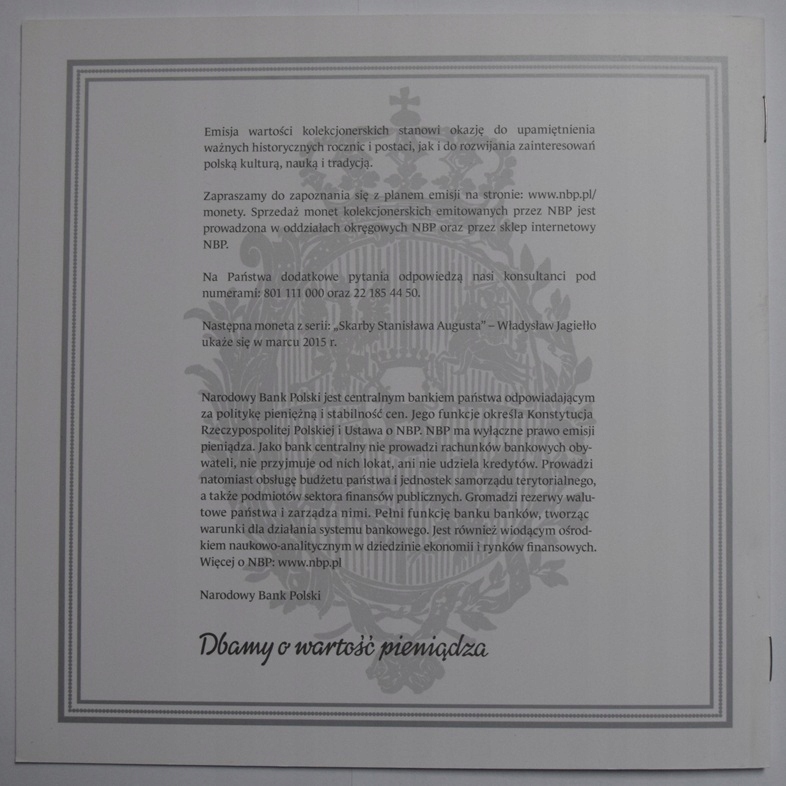 Emisja wartości kolekcjonerskich stanowi okazję do upamiętnienia
ważnych historycznych rocznic i postaci, jak i do rozwijania zainteresowań
polską kulturą, nauką i tradycją.
Zapraszamy do zapoznania się z planem emisji na stronie: www.nbp.pl/
monety. Sprzedaż monet kolekcjonerskich emitowanych przez NBP jest
prowadzona w oddziałach okręgowych NBP oraz przez sklep internetowy
NBP.
Na Państwa dodatkowe pytania odpowiedzą nasi konsultanci pod
numerami: 801 111 000 oraz 22 185 44 50.
Następna moneta z serii: „Skarby Stanisława Augusta” – Władysław Jagiełło
ukaże się w marcu 2015 r.
Narodowy Bank Polski jest centralnym bankiem państwa odpowiadającym
za politykę pieniężną i stabilność cen. Jego funkcje określa Konstytucja
Rzeczypospolitej Polskiej i Ustawa o NBP. NBP ma wyłączne prawo emisji
pieniądza. Jako bank centralny nie prowadzi rachunków bankowych oby-
wateli, nie przyjmuje od nich lokat, ani nie udziela kredytów. Prowadzi
natomiast obsługę budżetu państwa i jednostek samorządu terytorialnego,
a także podmiotów sektora finansów publicznych. Gromadzi rezerwy walu-
towe państwa i zarządza nimi. Pełni funkcję banku banków, tworząc
warunki dla działania systemu bankowego. Jest również wiodącym ośrod-
kiem naukowo-analitycznym w dziedzinie ekonomii i rynków finansowych.
Więcej o NBP: www.nbp.pl
Narodowy Bank Polski
Dbamy o wartość pieniądza